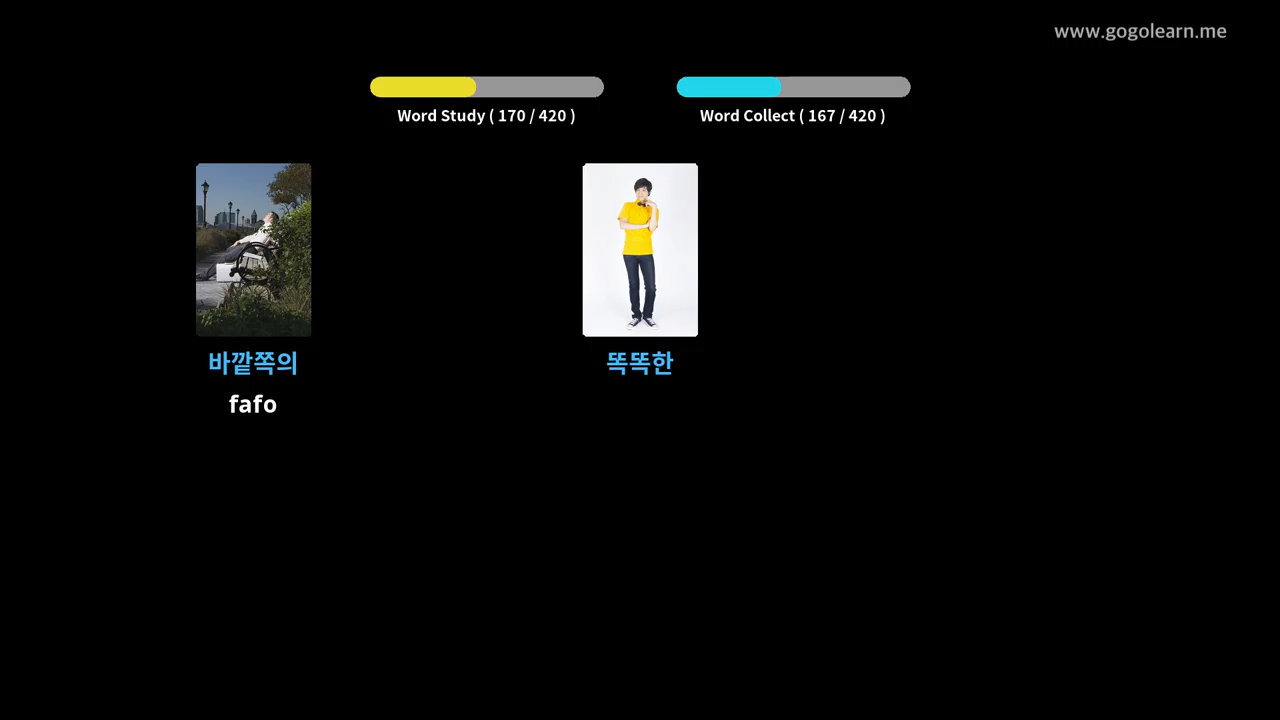 www.gogolearn.me
Word Study ( 170 / 420 )
Word Collect ( 167 / 420 )
바깥쪽의
똑똑한
fafo